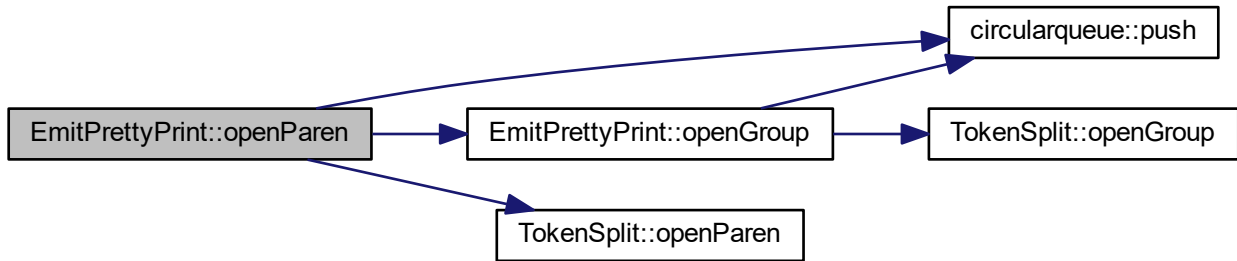 circularqueue::push
EmitPrettyPrint::openParen
EmitPrettyPrint::openGroup
TokenSplit::openGroup
TokenSplit::openParen